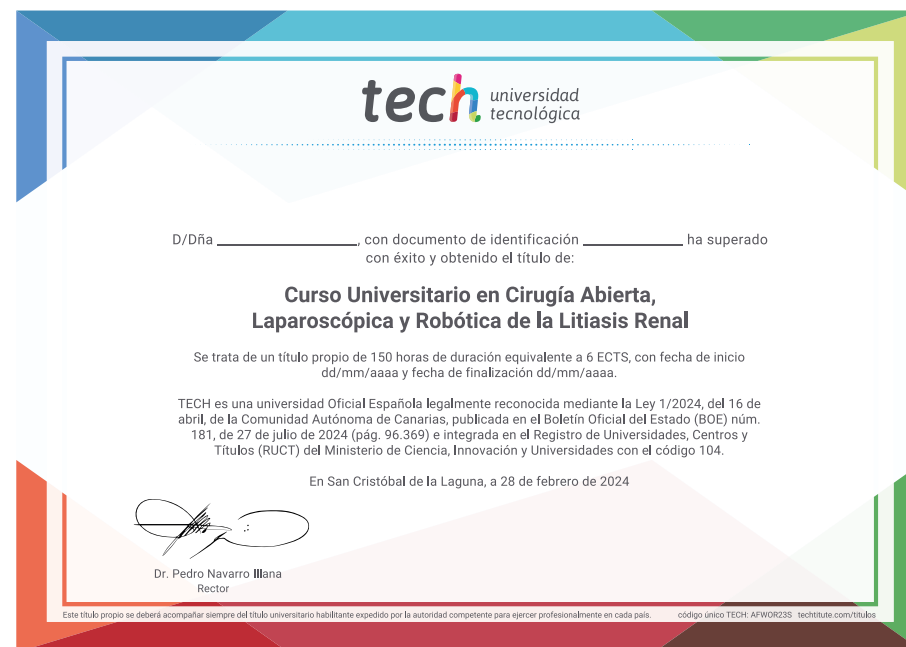 tech universidad
tecnológica
D/Dña ____________________, con documento de identificación ______________ ha superado
con éxito y obtenido el título de:
Curso Universitario en Cirugía Abierta,
Laparoscópica y Robótica de la Litiasis Renal
Se trata de un título propio de 150 horas de duración equivalente a 6 ECTS, con fecha de inicio
dd/mm/aaaa y fecha de finalización dd/mm/aaaa.
TECH es una universidad Oficial Española legalmente reconocida mediante la Ley 1/2024, del 16 de
abril, de la Comunidad Autónoma de Canarias, publicada en el Boletín Oficial del Estado (BOE) núm.
181, de 27 de julio de 2024 (pág. 96.369) e integrada en el Registro de Universidades, Centros y
Títulos (RUCT) del Ministerio de Ciencia, Innovación y Universidades con el código 104.
En San Cristóbal de la Laguna, a 28 de febrero de 2024
Dr. Pedro Navarro Illana
Rector
Este título propio se deberá acompañar siempre del título universitario habilitante expedido por la autoridad competente para ejercer profesionalmente en cada país. código único TECH: AFWOR23S techtitute.com/titulos